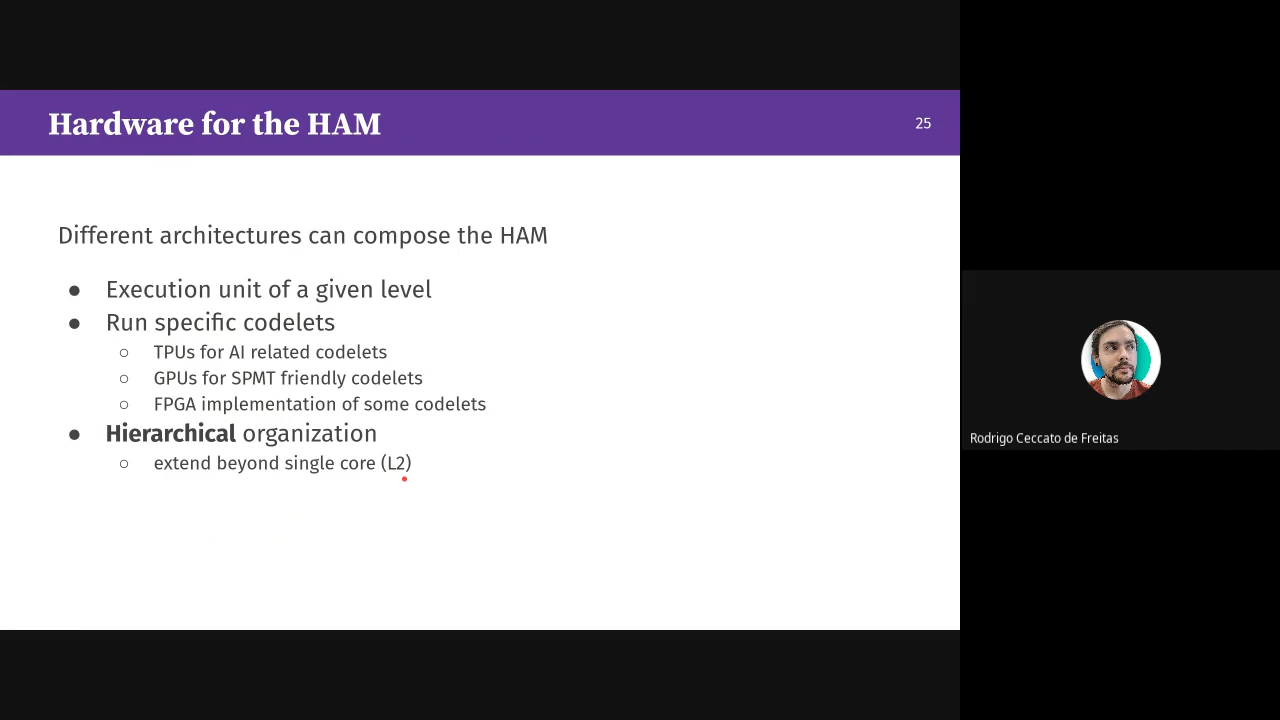 Hardware for the HAM
25
Different architectures can compose the HAM
● Execution unit of a given level
● Run specific codelets
○ TPUs for AI related codelets
○ GPUs for SPMT friendly codelets
○ FPGA implementation of some codelets
● Hierarchical organization
○ extend beyond single core (L2)
Rodrigo Ceccato de Freitas